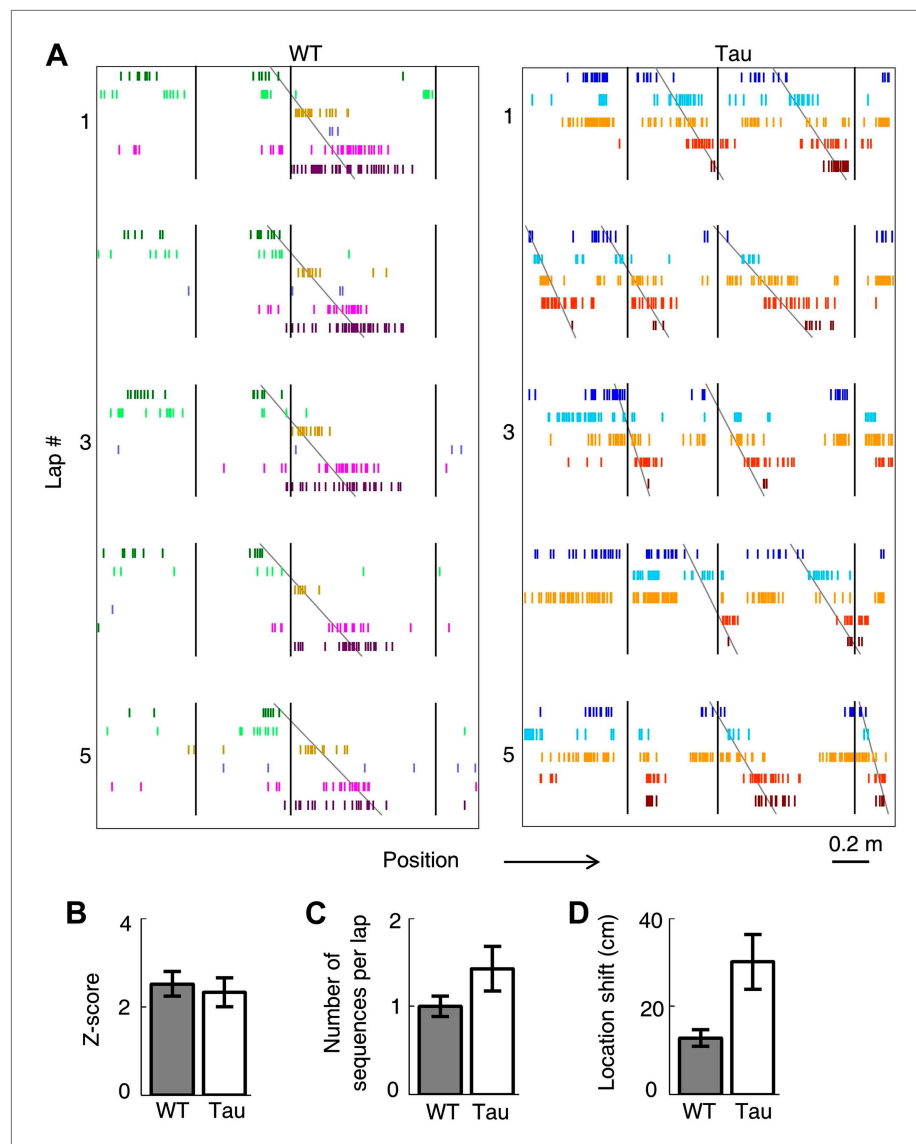 A
WT
Tau
Lap #
1
3
5
1
3
5
Position
0.2 m
B
Z-score
4
2
0
WT Tau
C
Number of
sequences per lap
2
1
0
WT Tau
D
Location shift (cm)
40
20
0
WT Tau